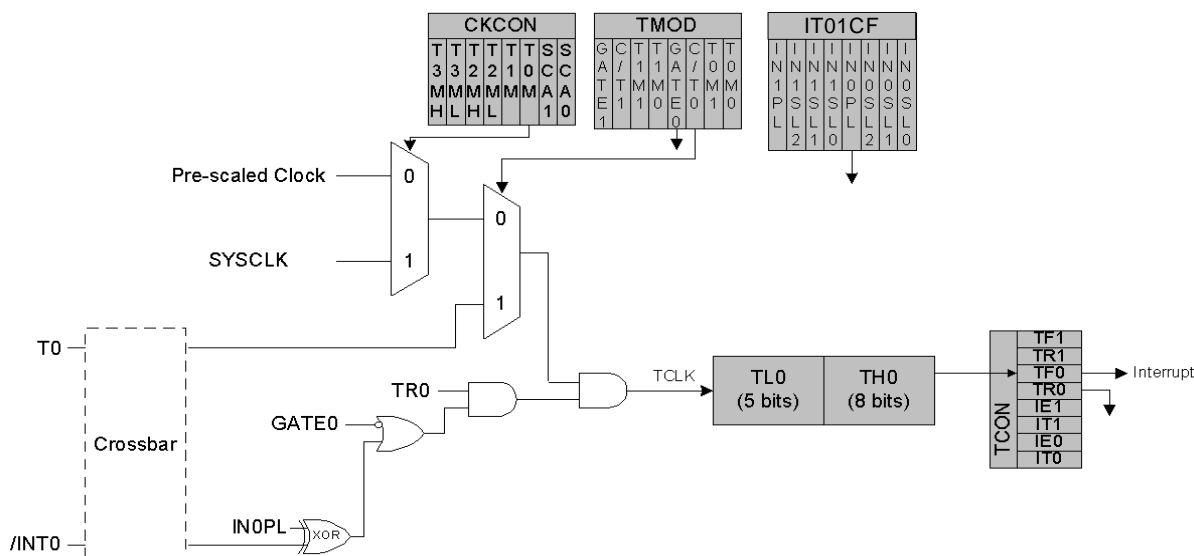 CKCON
T3MH
T3ML
T2MH
T2ML
T1M
T0M
SCA1
SCA0
TMOD
GATE1
C/T1
T1M1
T1M0
GATE0
C/T0
T0M1
T0M0
IT01CF
IN1PL
IN1SL2
IN1SL1
IN1SL0
IN0PL
IN0SL2
IN0SL1
IN0SL0
Pre-scaled Clock
0
SYSCLK
1
0
1
T0
Crossbar
/INT0
TR0
GATE0
IN0PL
XOR
TCLK
TL0
(5 bits)
TH0
(8 bits)
TCON
TF1
TR1
TF0
TR0
IE1
IT1
IE0
IT0
Interrupt